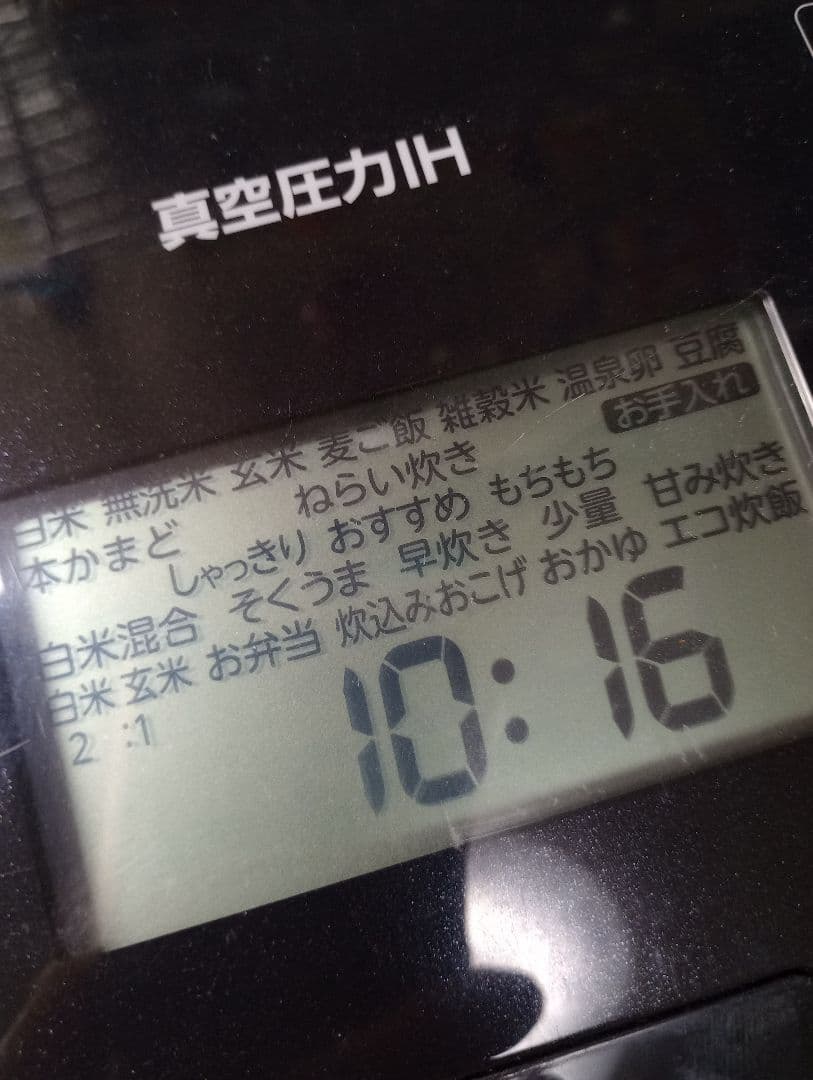 真空圧力IH
白米 無洗米 玄米 麦ご飯 雑穀米 温泉卵 豆腐
本かまど ねらい炊き お手入れ
しゃっきり おすすめ もちもち 甘み炊き
白米混合 そくうま 早炊き 少量 エコ炊飯
白米 玄米 お弁当 炊込みおこげ おかゆ
2 :1
10:16